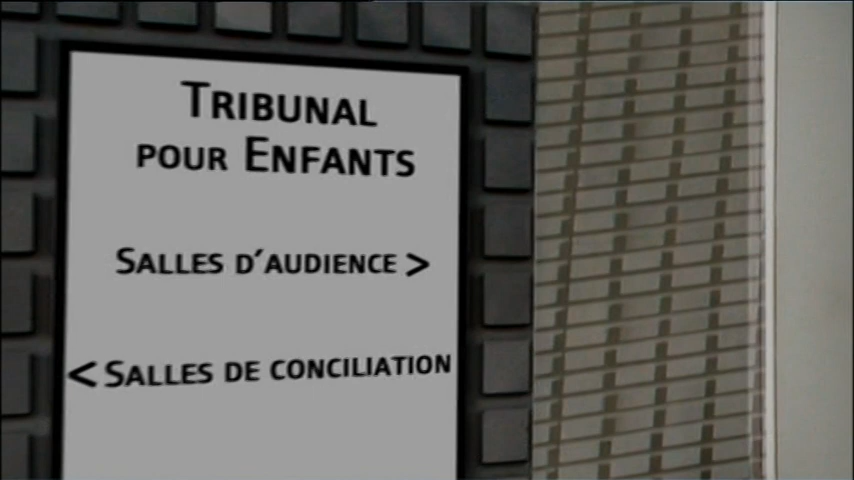 TRIBUNAL
POUR ENFANTS
SALLES D'AUDIENCE >
< SALLES DE CONCILIATION